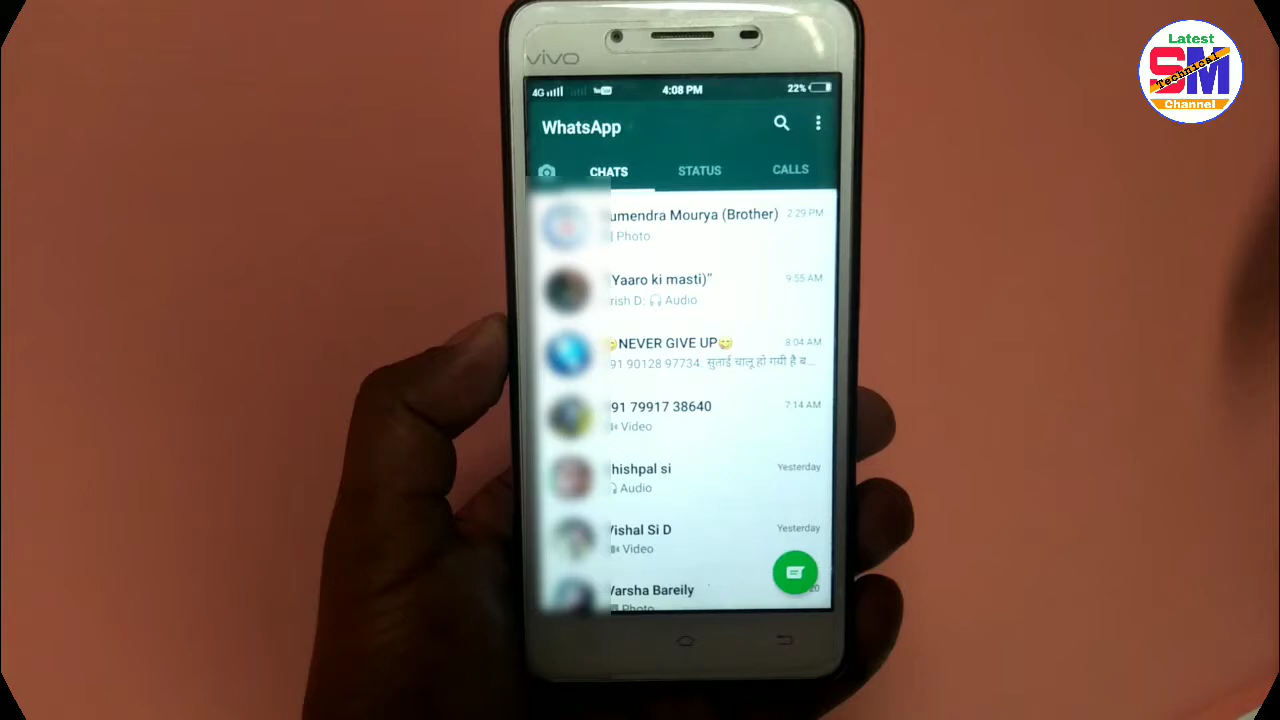 Latest
SM
Technical
Channel
vivo
4G
4:08 PM
22%
WhatsApp
CHATS
STATUS
CALLS
umendra Mourya (Brother)
2:29 PM
Photo
Yaaro ki masti)"
9:55 AM
rish D: Audio
NEVER GIVE UP😋
8:04 AM
91 90128 97734: सुताई चालू हो गयी है ब...
91 79917 38640
7:14 AM
Video
hishpal si
Yesterday
Audio
Vishal Si D
Yesterday
Video
Varsha Bareily
20
Photo